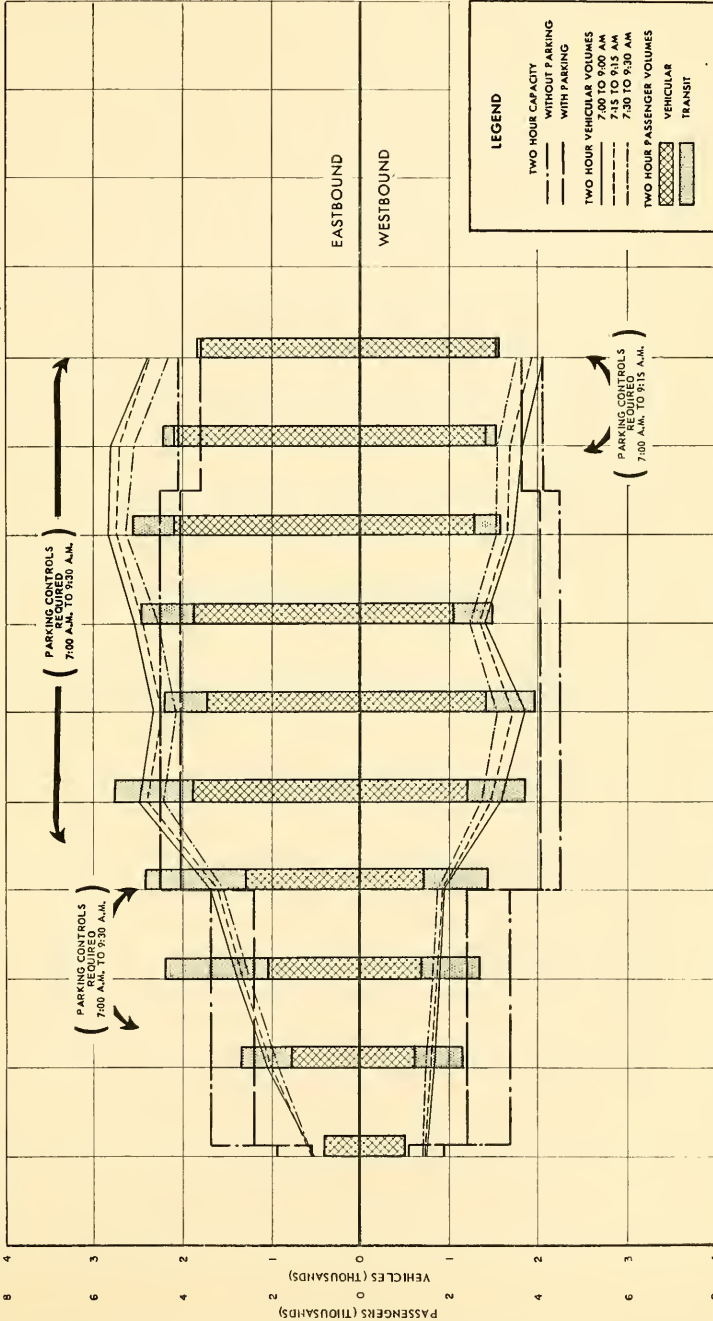 ( PARKING CONTROLS
REQUIRED
7:00 A.M. TO 9:30 A.M. )
( PARKING CONTROLS
REQUIRED
7:00 A.M. TO 9:30 A.M. )
EASTBOUND
WESTBOUND
( PARKING CONTROLS
REQUIRED
7:00 A.M. TO 9:15 A.M. )
8 6 4 2 0 2 4 6 8
PASSENGERS (THOUSANDS)
4 3 2 1 0 1 2 3 4
VEHICLES (THOUSANDS)
LEGEND
TWO HOUR CAPACITY
WITHOUT PARKING
WITH PARKING
TWO HOUR VEHICULAR VOLUMES
7:00 TO 9:00 AM
7:15 TO 9:15 AM
7:30 TO 9:30 AM
TWO HOUR PASSENGER VOLUMES
VEHICULAR
TRANSIT